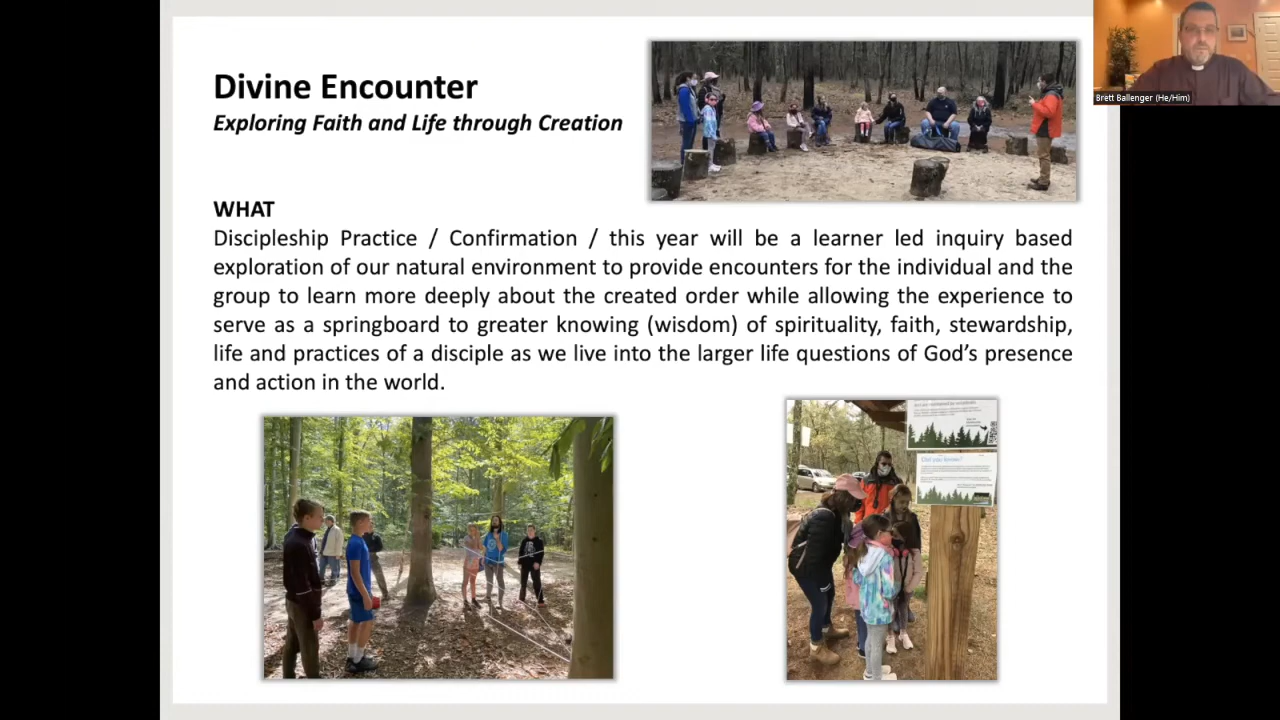 Divine Encounter
Exploring Faith and Life through Creation
WHAT
Discipleship Practice / Confirmation / this year will be a learner led inquiry based
exploration of our natural environment to provide encounters for the individual and the
group to learn more deeply about the created order while allowing the experience to
serve as a springboard to greater knowing (wisdom) of spirituality, faith, stewardship,
life and practices of a disciple as we live into the larger life questions of God's presence
and action in the world.
Brett Ballenger (He/Him)
Did you know?